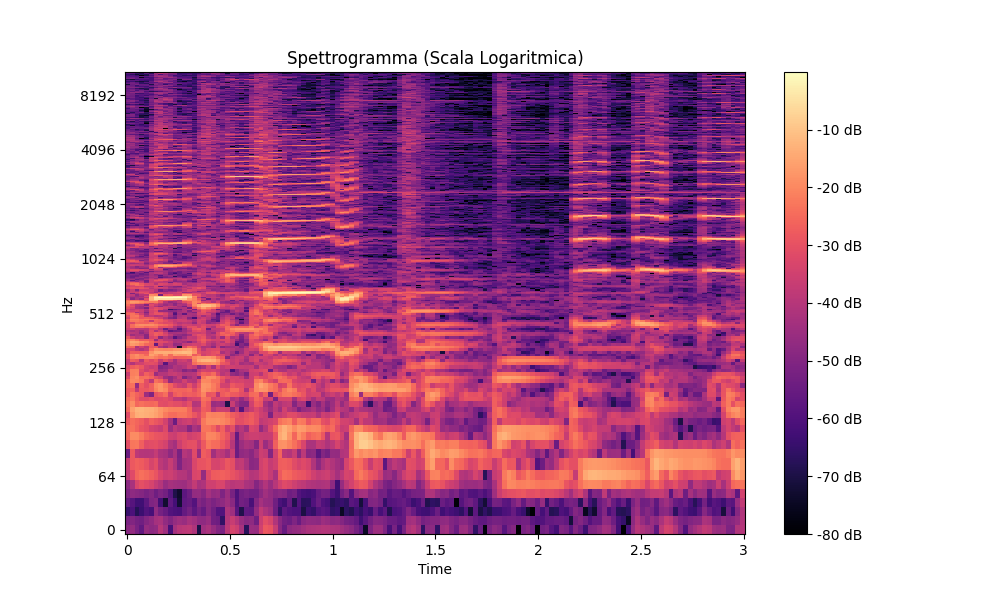 Spettrogramma (Scala Logaritmica)
8192
4096
2048
1024
512
256
128
64
0
Hz
0
0.5
1
1.5
2
2.5
3
Time
-10 dB
-20 dB
-30 dB
-40 dB
-50 dB
-60 dB
-70 dB
-80 dB